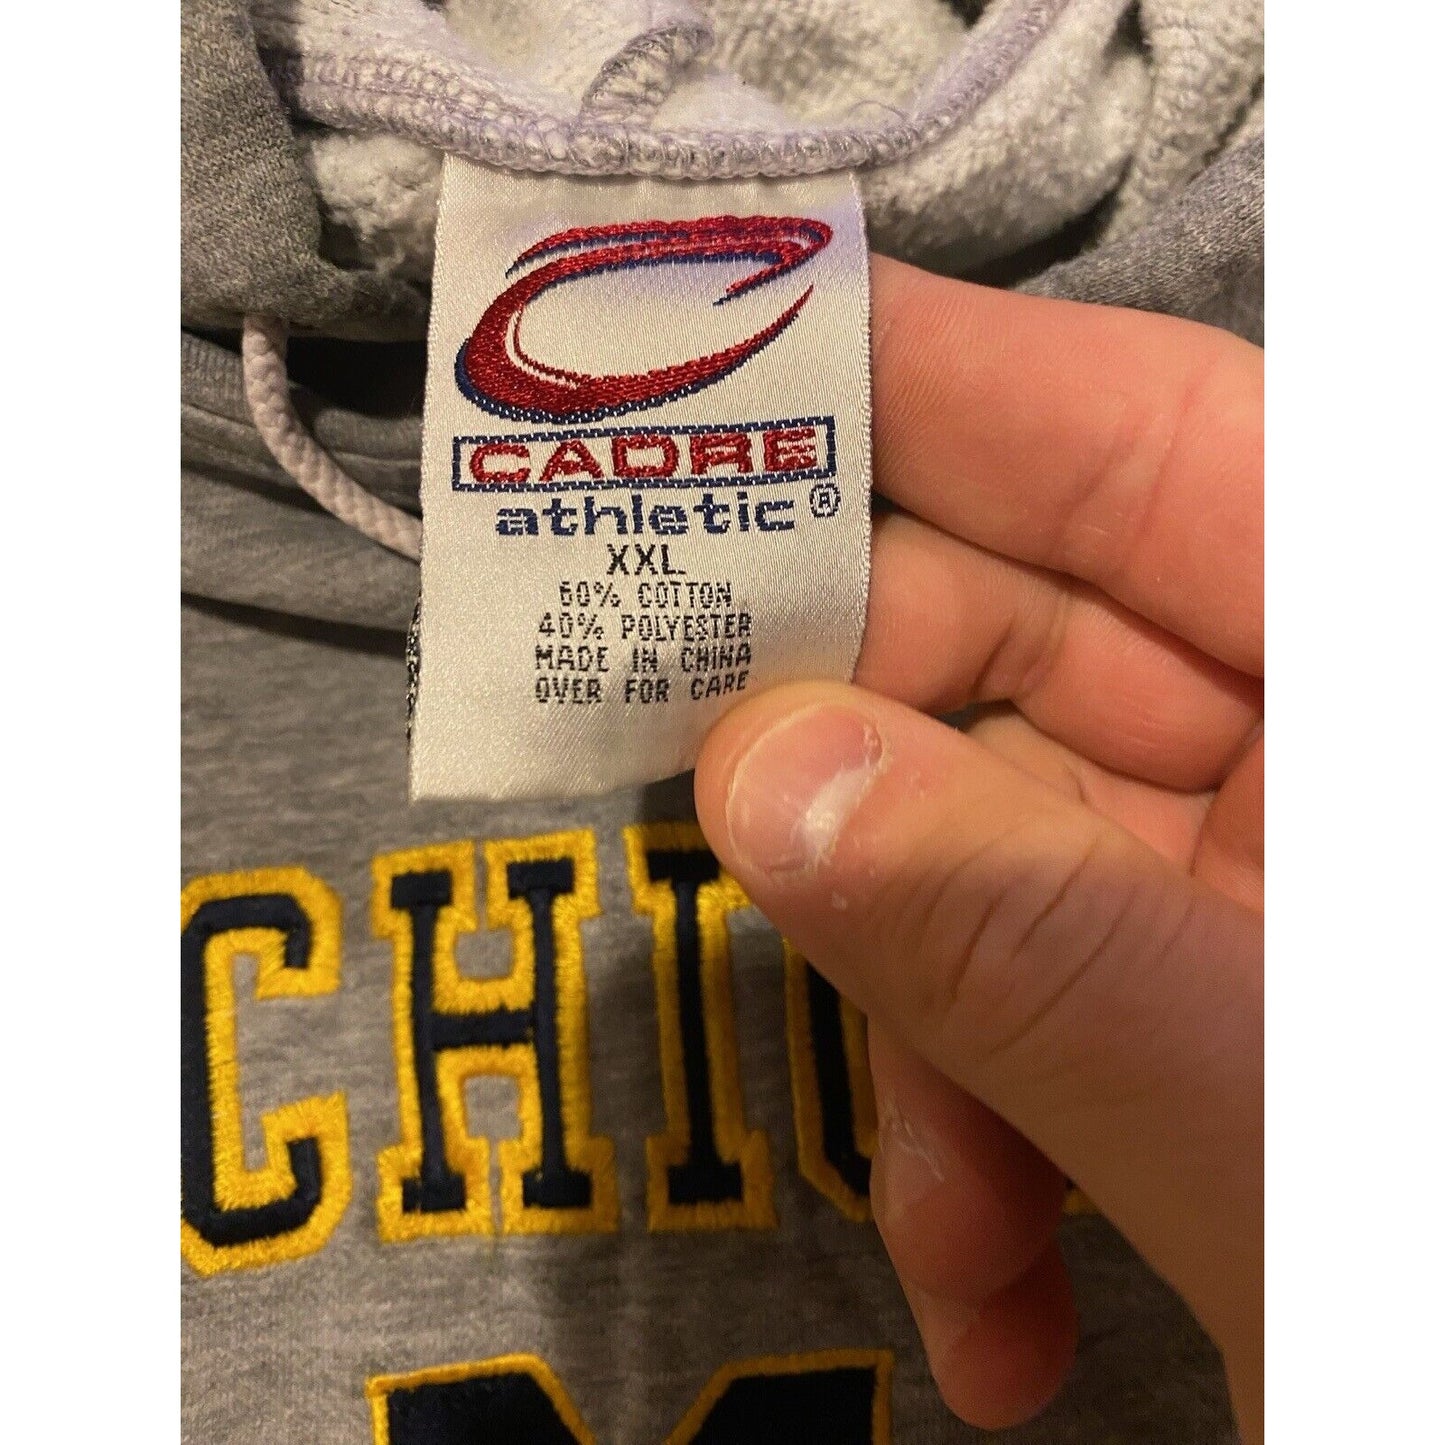 CADRE
athletic®
XXL
60% COTTON
40% POLYESTER
MADE IN CHINA
OVER FOR CARE
CHIG
M